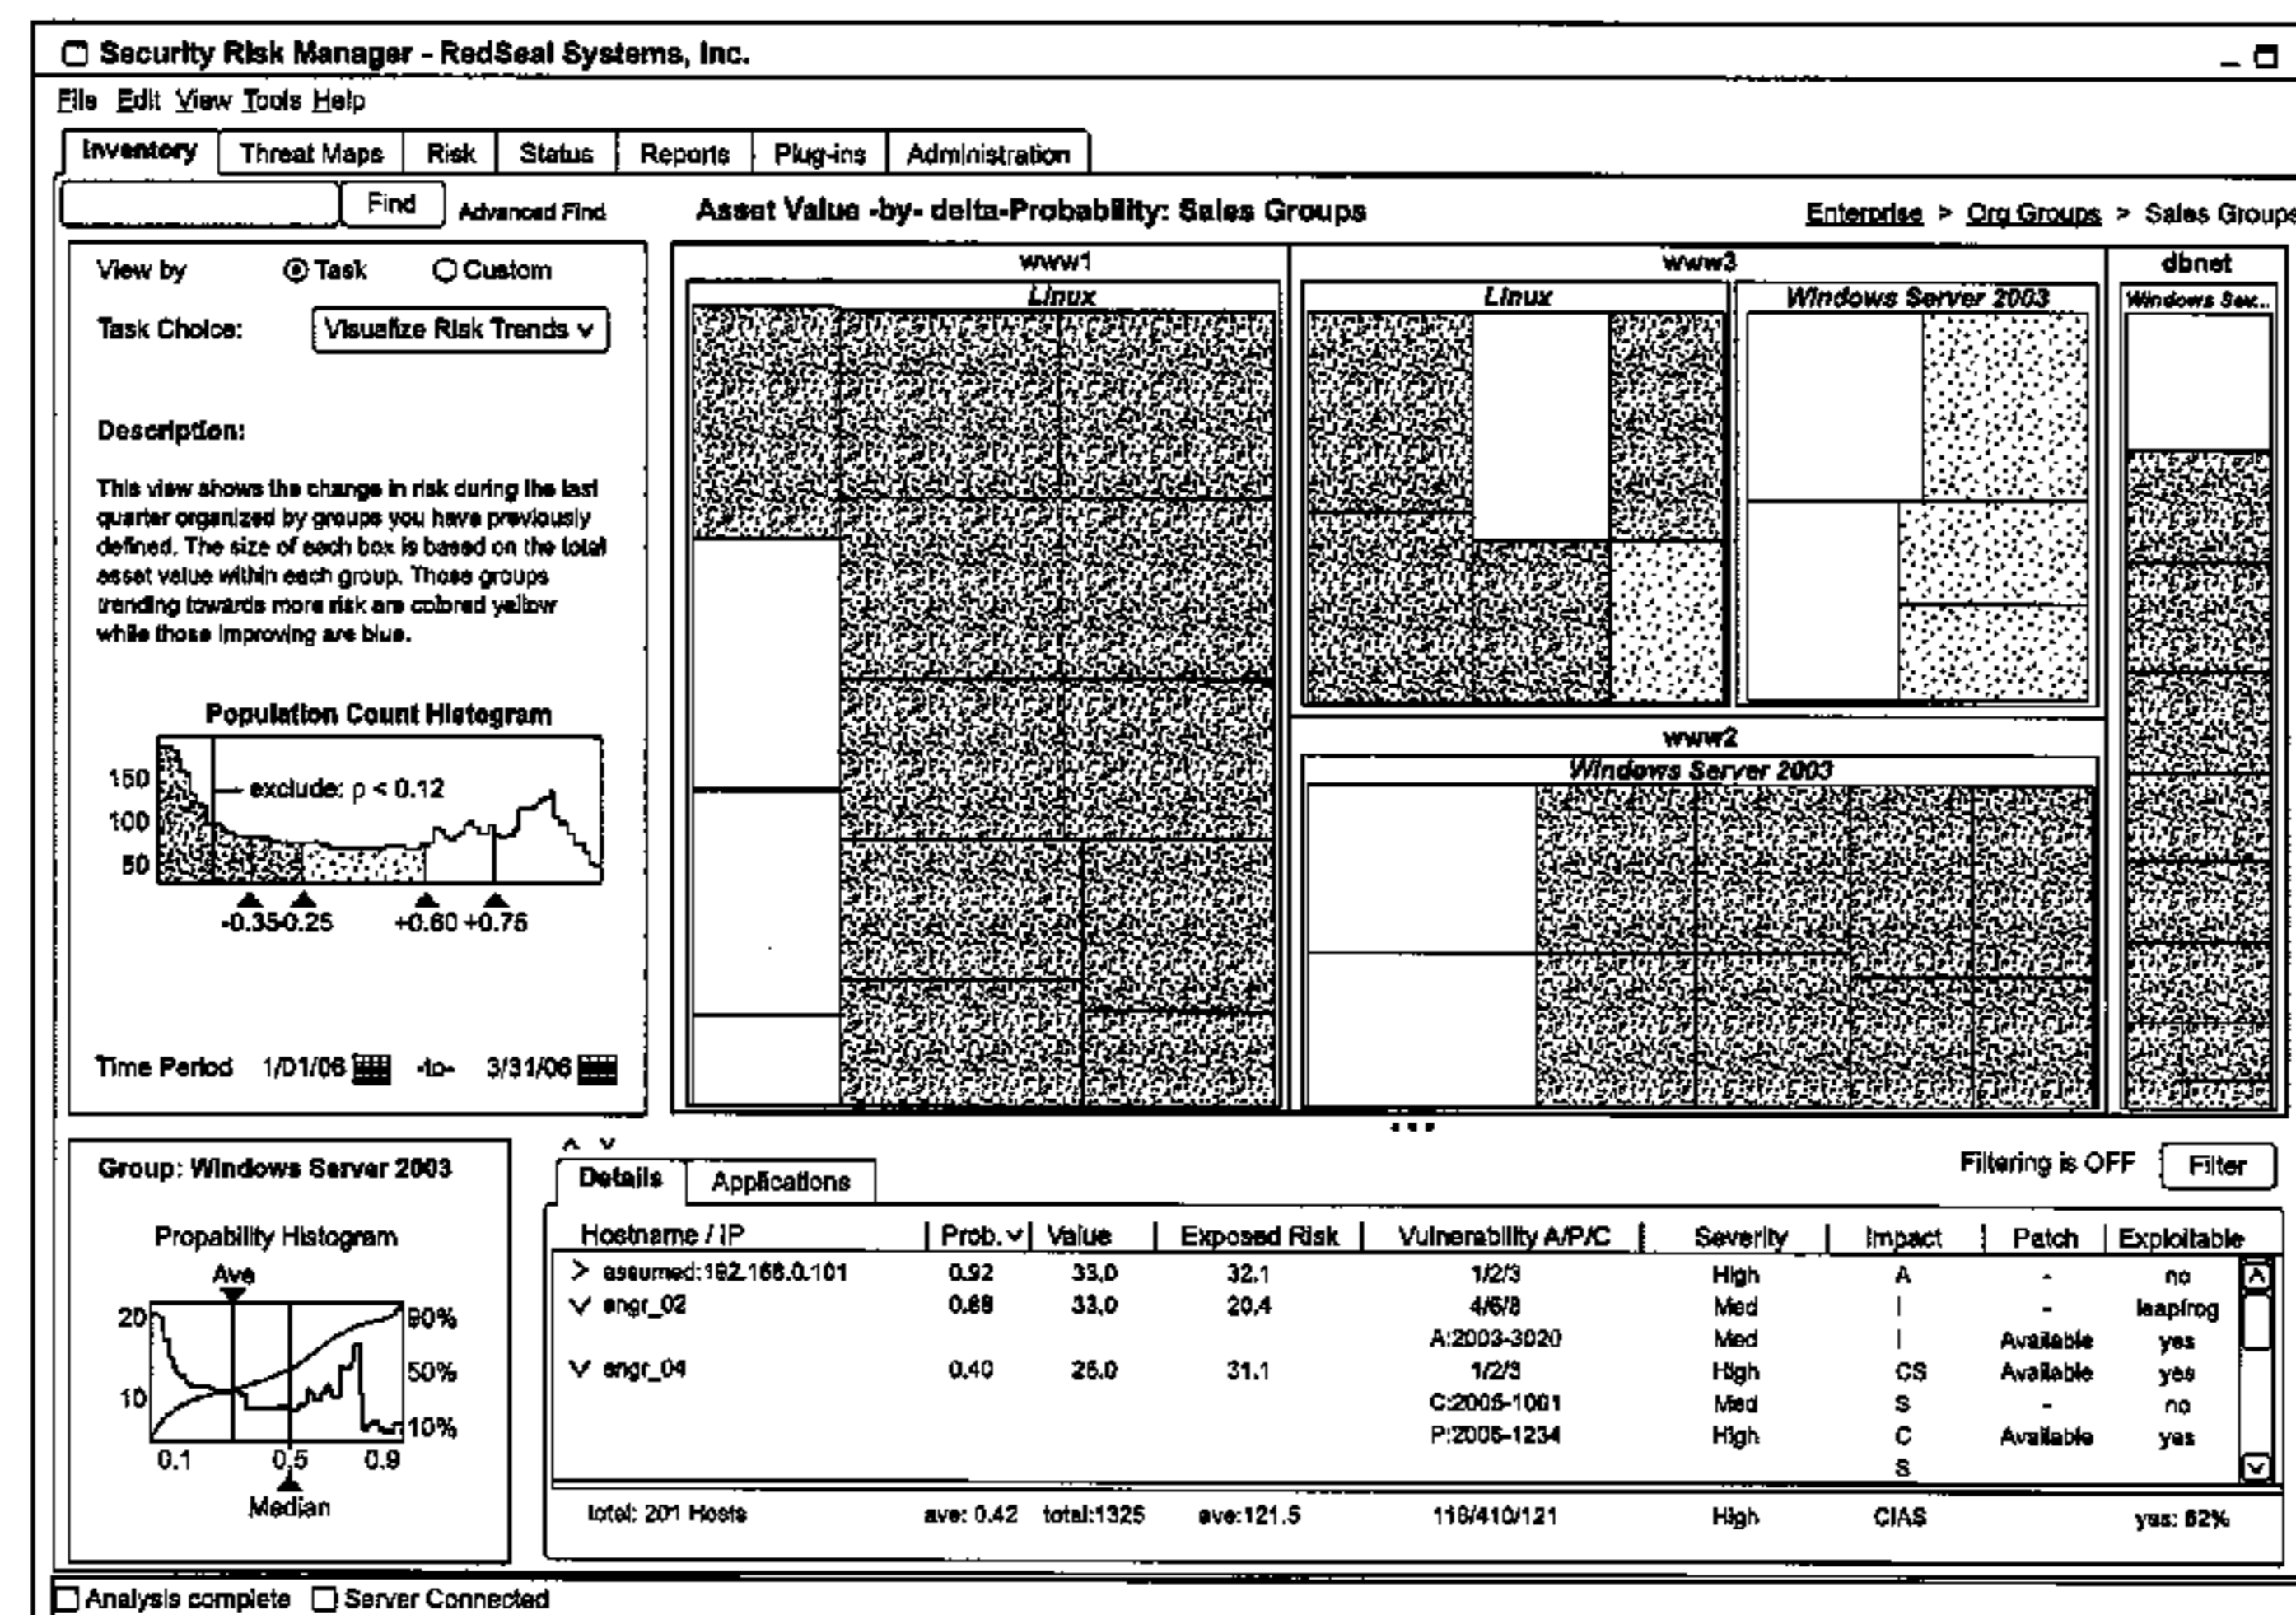 Security Risk Manager - RedSeal Systems, Inc.
File Edit View Tools Help
Inventory Threat Maps Risk Status Reports Plug-ins Administration
Find Advanced Find
Asset Value -by- delta-Probability: Sales Groups
Enterprise > Org Groups > Sales Groups
View by Task Custom
Task Choice: Visualize Risk Trends v
Description:
This view shows the change in risk during the last
quarter organized by groups you have previously
defined. The size of each box is based on the total
asset value within each group. Those groups
trending towards more risk are colored yellow
while those improving are blue.
Population Count Histogram
150
100
50
exclude: p < 0.12
-0.35 -0.25 +0.60 +0.75
Time Period 1/01/06 -to- 3/31/06
www1
Linux
www3
Linux
Windows Server 2003
dbnet
Windows Sev...
www2
Windows Server 2003
Group: Windows Server 2003
Propability Histogram
Ave
20
10
90%
50%
10%
0.1 0.5 0.9
Median
Details Applications
Filtering is OFF Filter
Hostname / IP Prob. Value Exposed Risk Vulnerability A/P/C Severity Impact Patch Exploitable
> assumed:192.168.0.101 0.92 33.0 32.1 1/2/3 High A - no
engr_02 33.0 20.4 4/6/8 Med I - leapfrog
A:2003-3020 Med I Available yes
engr_04 0.40 31.1 1/2/3 High CS Available yes
C:2005-1001 Med S - no
P:2005-1234 High C Available yes
S
total: 201 Hosts ave: 0.42 total:1325 ave:121.5 118/410/121 High CIAS yes: 62%
Analysis complete Server Connected